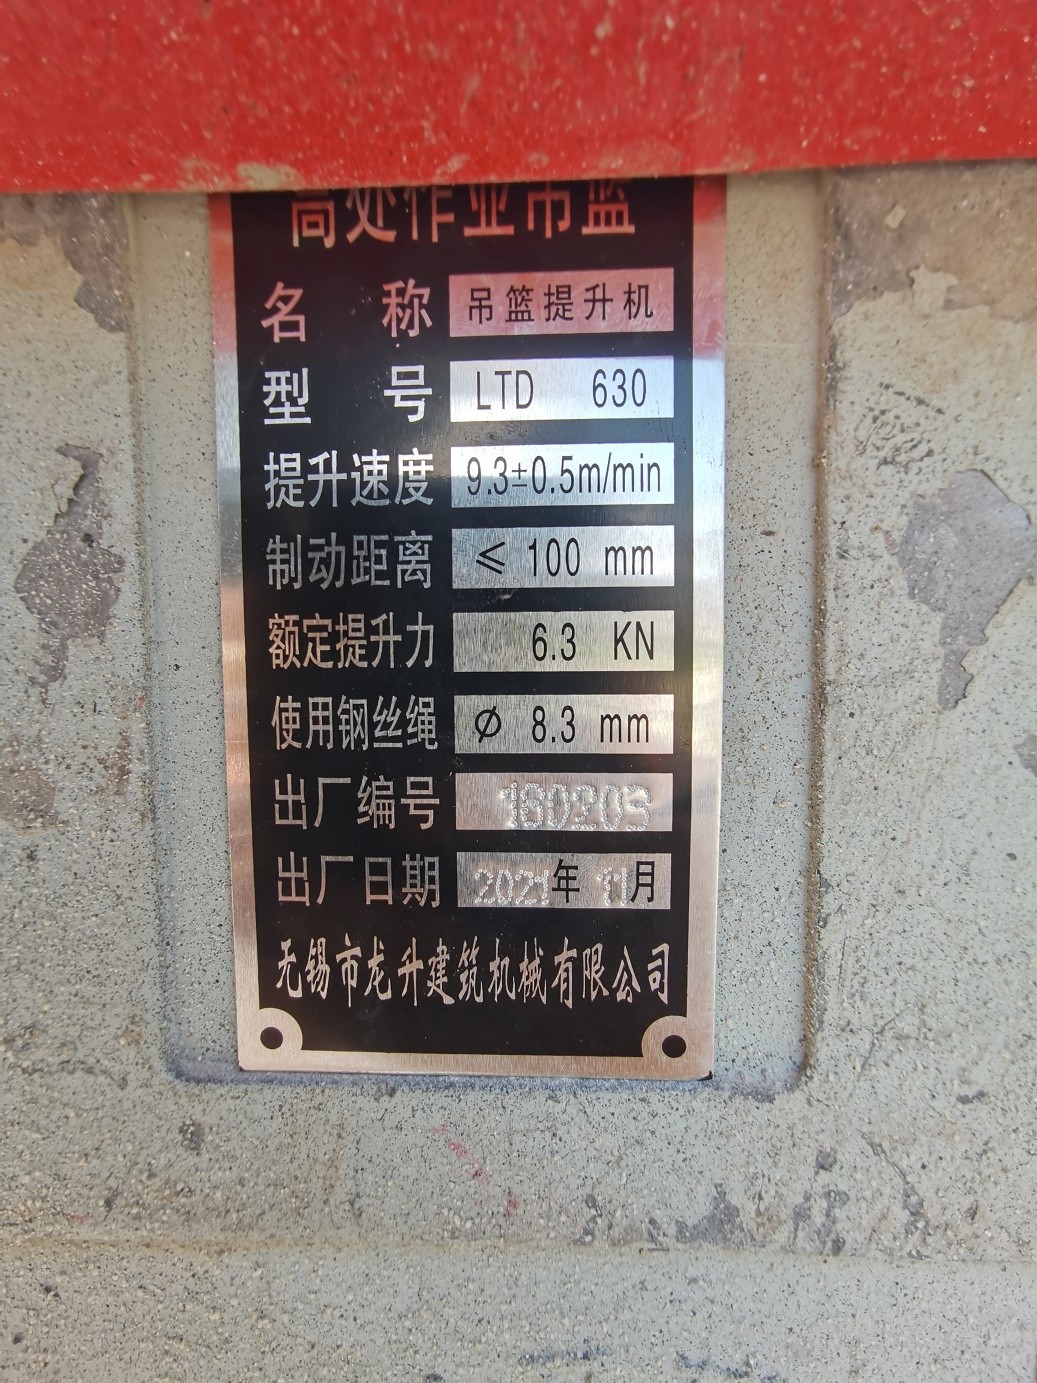 高处作业吊篮
名 称 吊篮提升机
型 号 LTD 630
提升速度 9.3±0.5m/min
制动距离 ≤ 100 mm
额定提升力 6.3 KN
使用钢丝绳 Ø 8.3 mm
出厂编号 160203
出厂日期 2021年 11月
无锡市龙升建筑机械有限公司